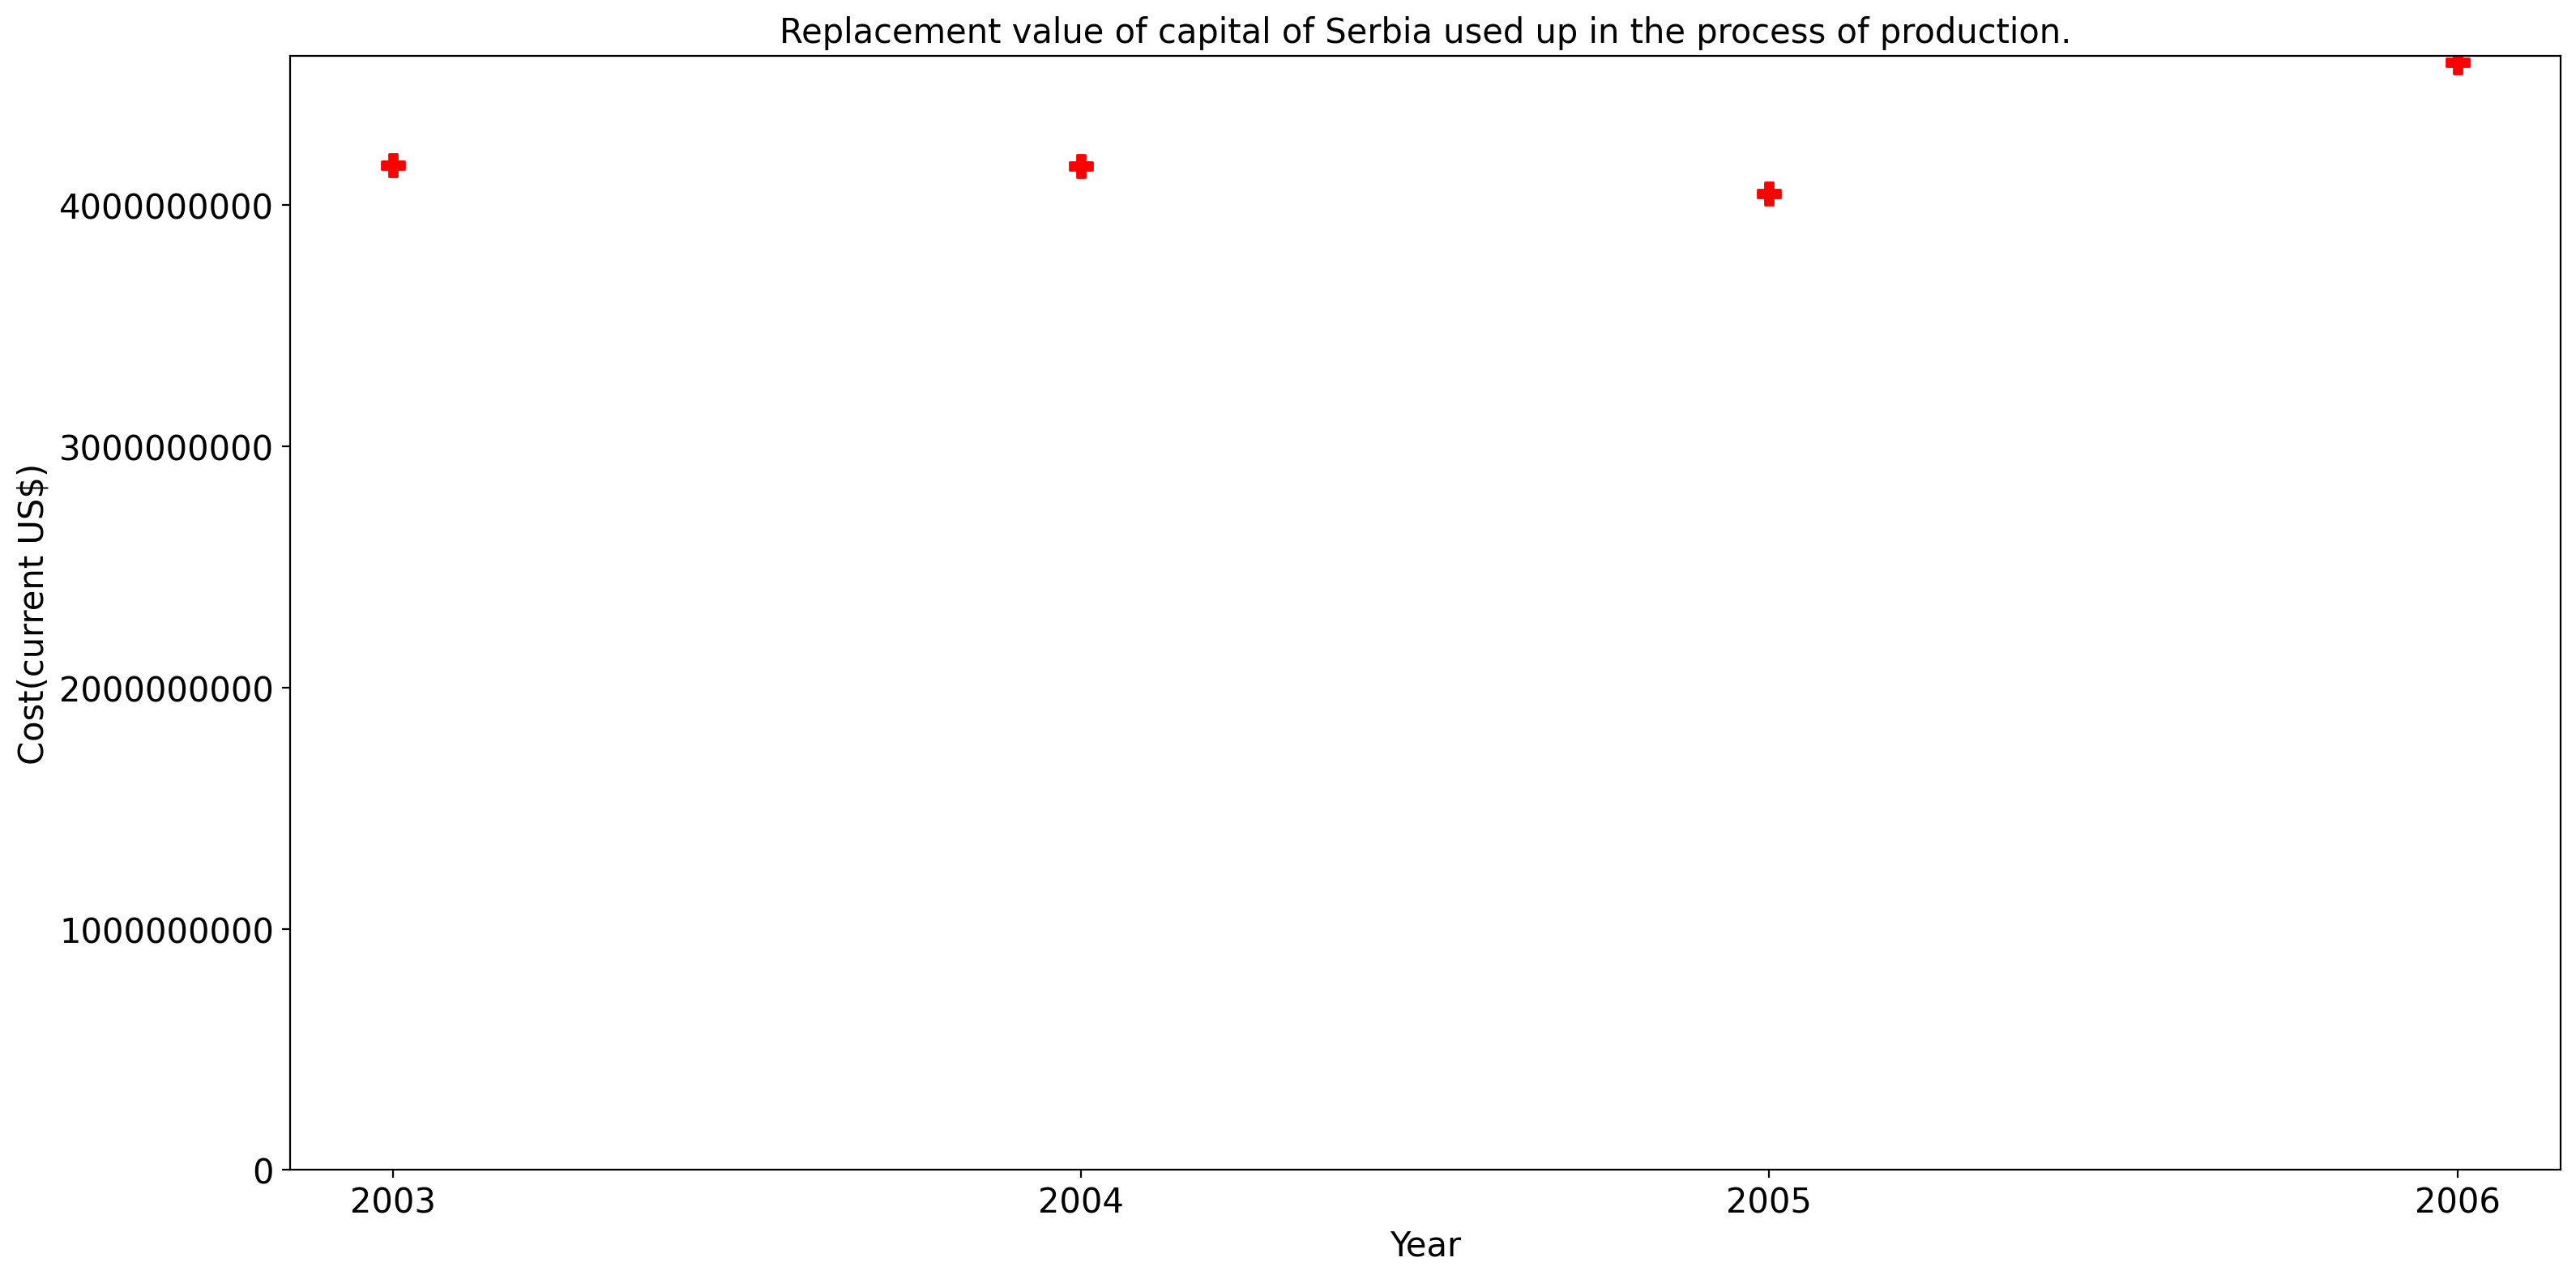 Replacement value of capital of Serbia used up in the process of production.
4000000000
3000000000
2000000000
1000000000
0
Cost(current US$)
2003 2004 2005 2006
Year